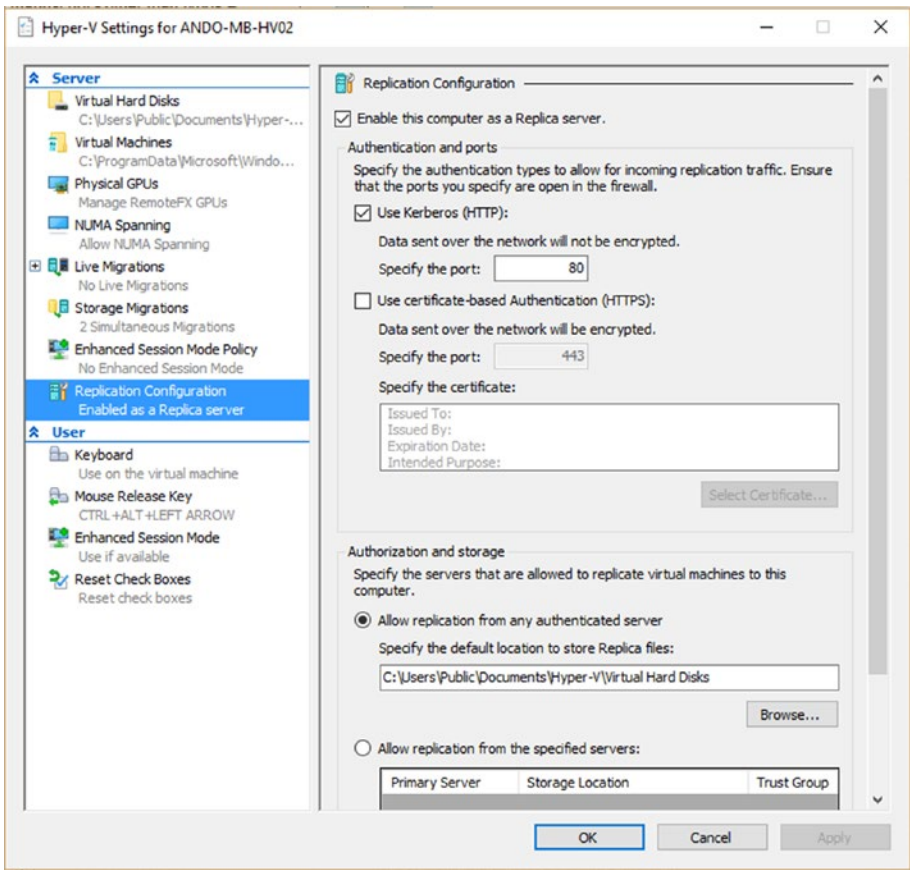 Hyper-V Settings for ANDO-MB-HV02
Server
Virtual Hard Disks
C:\Users\Public\Documents\Hyper-...
Virtual Machines
C:\ProgramData\Microsoft\Windo...
Physical GPUs
Manage RemoteFX GPUs
NUMA Spanning
Allow NUMA Spanning
Live Migrations
No Live Migrations
Storage Migrations
2 Simultaneous Migrations
Enhanced Session Mode Policy
No Enhanced Session Mode
Replication Configuration
Enabled as a Replica server
User
Keyboard
Use on the virtual machine
Mouse Release Key
CTRL+ALT+LEFT ARROW
Enhanced Session Mode
Use if available
Reset Check Boxes
Reset check boxes
Replication Configuration
Enable this computer as a Replica server.
Authentication and ports
Specify the authentication types to allow for incoming replication traffic. Ensure
that the ports you specify are open in the firewall.
Use Kerberos (HTTP):
Data sent over the network will not be encrypted.
Specify the port: 80
Use certificate-based Authentication (HTTPS):
Data sent over the network will be encrypted.
Specify the port: 443
Specify the certificate:
Issued To:
Issued By:
Expiration Date:
Intended Purpose:
Select Certificate...
Authorization and storage
Specify the servers that are allowed to replicate virtual machines to this
computer.
Allow replication from any authenticated server
Specify the default location to store Replica files:
C:\Users\Public\Documents\Hyper-V\Virtual Hard Disks
Browse...
Allow replication from the specified servers:
Primary Server Storage Location Trust Group
OK Cancel Apply